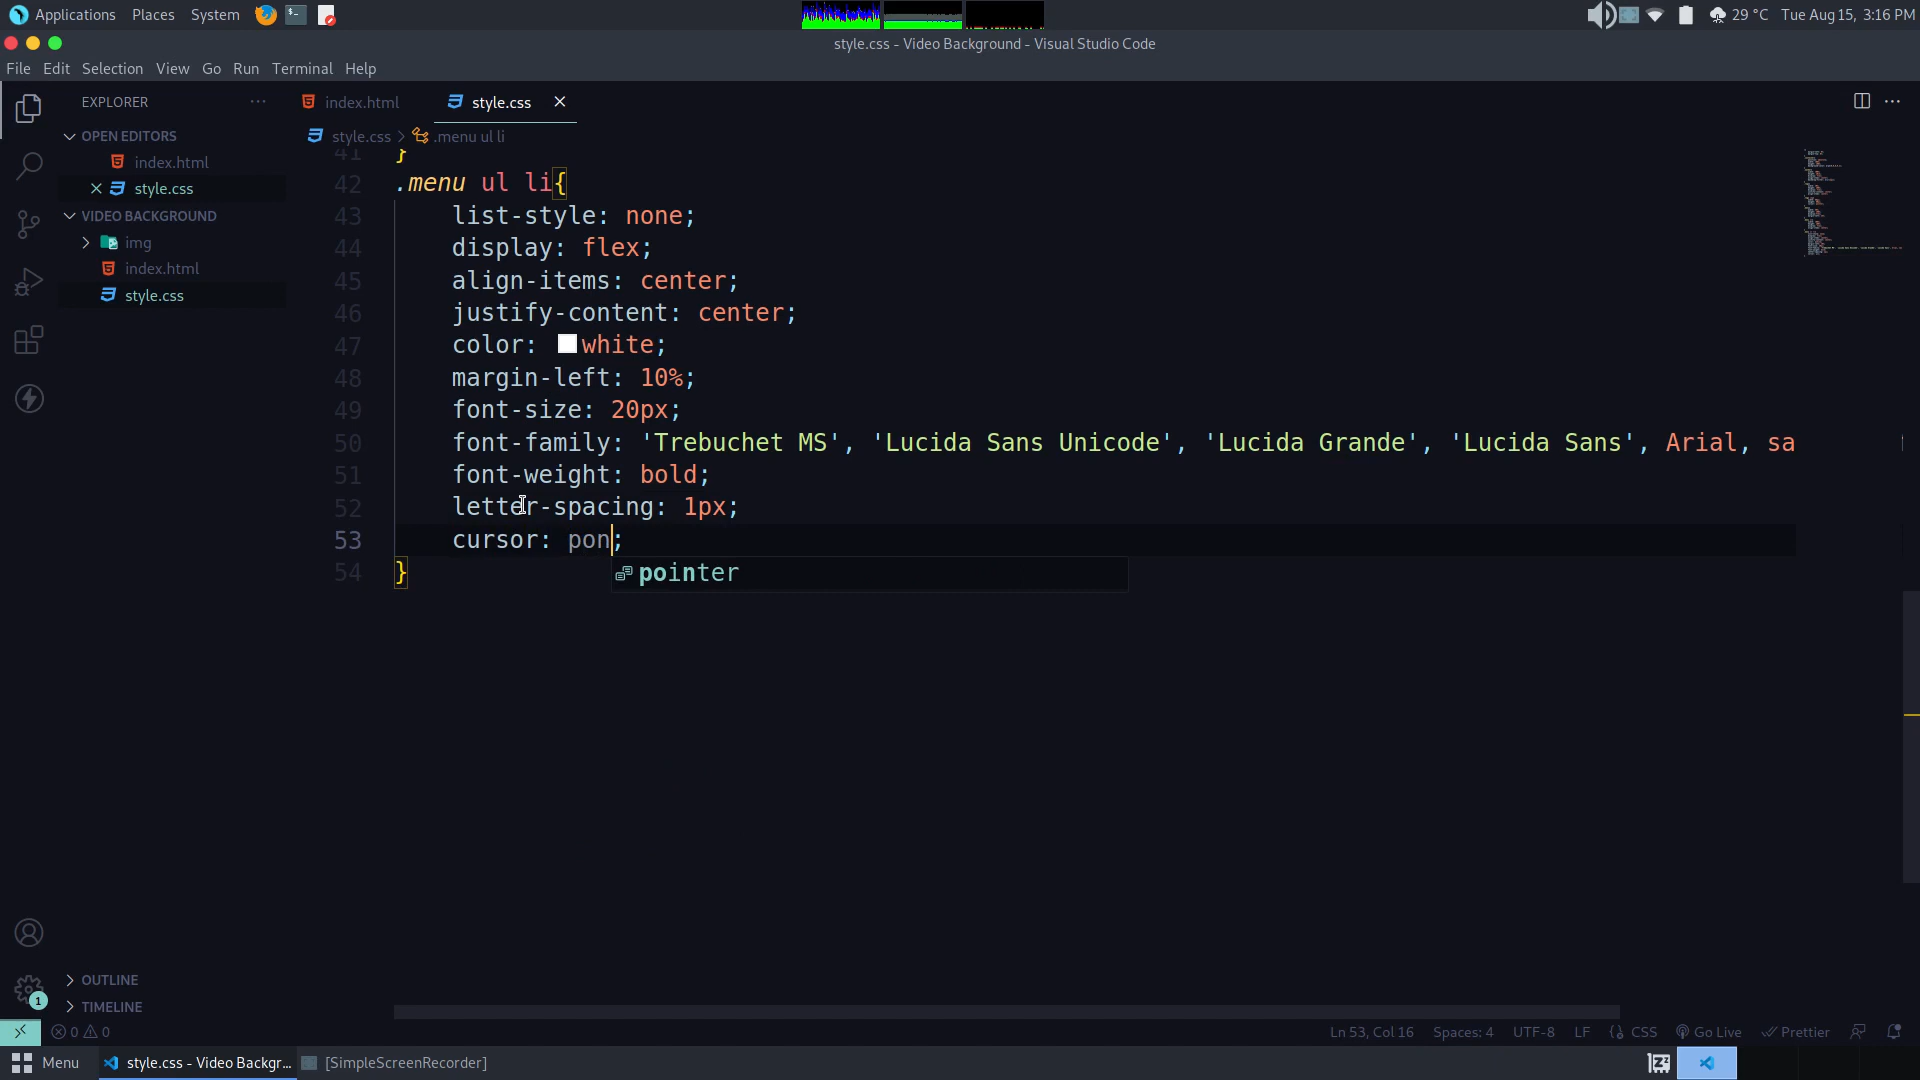 Applications Places System 29 °C Tue Aug 15, 3:16 PM
style.css - Video Background - Visual Studio Code
File Edit Selection View Go Run Terminal Help
EXPLORER ··· index.html style.css
OPEN EDITORS
index.html
style.css
VIDEO BACKGROUND
img
index.html
style.css
style.css > .menu ul li
41 }
42 .menu ul li{
43 list-style: none;
44 display: flex;
45 align-items: center;
46 justify-content: center;
47 color: white;
48 margin-left: 10%;
49 font-size: 20px;
50 font-family: 'Trebuchet MS', 'Lucida Sans Unicode', 'Lucida Grande', 'Lucida Sans', Arial, sa
51 font-weight: bold;
52 letter-spacing: 1px;
53 cursor: pon;
54 }
pointer
OUTLINE
1
TIMELINE
0 0 Ln 53, Col 16 Spaces: 4 UTF-8 LF {} CSS Go Live Prettier
Menu style.css - Video Backgr... [SimpleScreenRecorder]